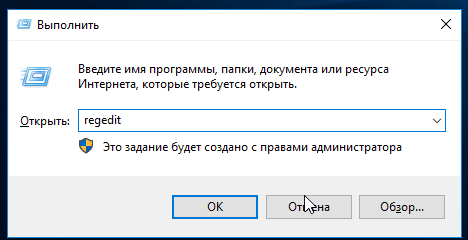 Выполнить
Введите имя программы, папки, документа или ресурса
Интернета, которые требуется открыть.
Открыть: regedit
Это задание будет создано с правами администратора
ОК Отмена Обзор...